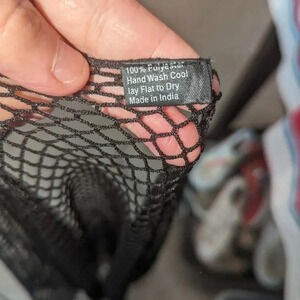 100% Polyester
Hand Wash Cool
lay Flat to Dry
Made in India